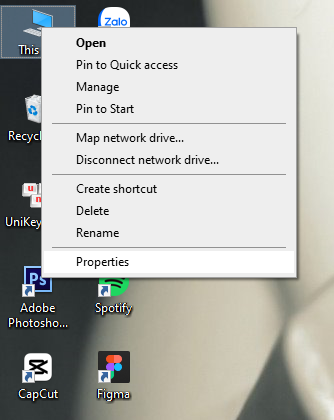 Zalo
This
Open
Pin to Quick access
Manage
Pin to Start
Map network drive...
Disconnect network drive...
Create shortcut
Delete
Rename
Properties
Recyc
UniKey
Ps
Adobe
Photosho...
Spotify
CapCut
Figma